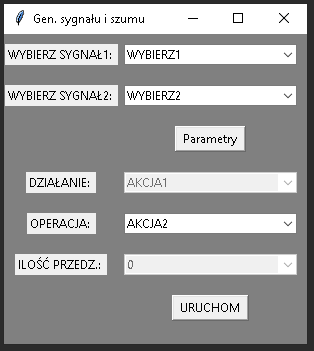 Gen. sygnału i szumu
WYBIERZ SYGNAŁ1: WYBIERZ1
WYBIERZ SYGNAŁ2: WYBIERZ2
Parametry
DZIAŁANIE: AKCJA1
OPERACJA: AKCJA2
ILOŚĆ PRZEDZ.: 0
URUCHOM